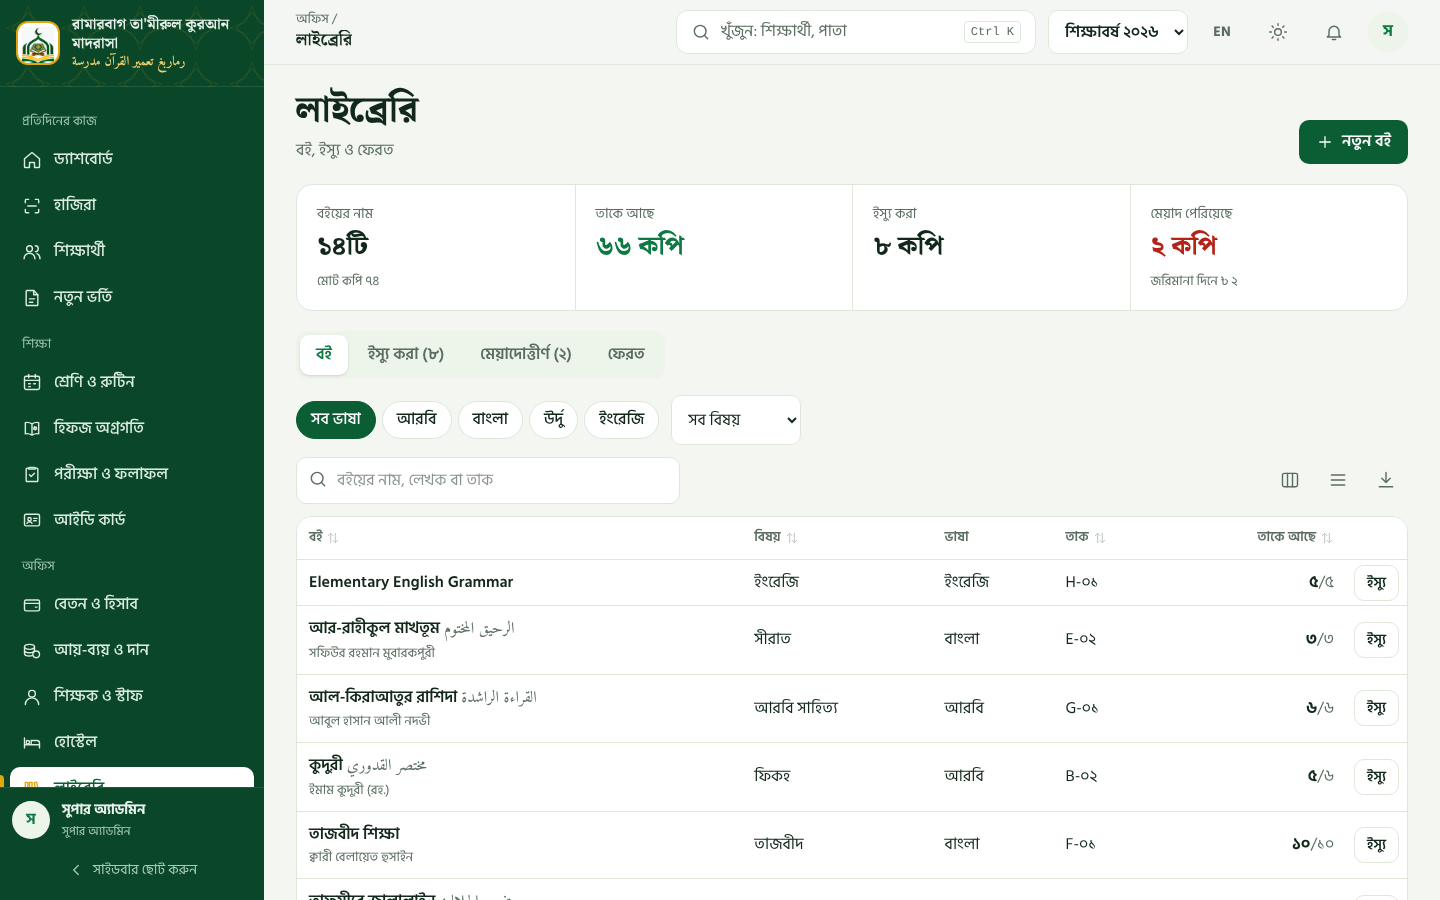 রামারবাগ তা'মীরুল কুরআন
মাদরাসা
رماربغ تعمير القرآن مدرسة
প্রতিদিনের কাজ
ড্যাশবোর্ড
হাজিরা
শিক্ষার্থী
নতুন ভর্তি
শিক্ষা
শ্রেণি ও রুটিন
হিফজ অগ্রগতি
পরীক্ষা ও ফলাফল
আইডি কার্ড
অফিস
বেতন ও হিসাব
আয়-ব্যয় ও দান
শিক্ষক ও স্টাফ
হোস্টেল
লাইব্রেরি
স
সুপার অ্যাডমিন
সুপার অ্যাডমিন
সাইডবার ছোট করুন
অফিস /
লাইব্রেরি
খুঁজুন: শিক্ষার্থী, পাতা
Ctrl K
শিক্ষাবর্ষ ২০২৬
EN
স
লাইব্রেরি
বই, ইস্যু ও ফেরত
নতুন বই
বইয়ের নাম
১৪টি
মোট কপি ৭৪
তাকে আছে
৬৬ কপি
ইস্যু করা
৮ কপি
মেয়াদ পেরিয়েছে
২ কপি
জরিমানা দিনে ৳ ২
বই
ইস্যু করা (৮)
মেয়াদোত্তীর্ণ (২)
ফেরত
সব ভাষা
আরবি
বাংলা
উর্দু
ইংরেজি
সব বিষয়
বইয়ের নাম, লেখক বা তাক
বই বিষয় ভাষা তাক তাকে আছে
Elementary English Grammar ইংরেজি ইংরেজি H-০১ ৫/৫ ইস্যু
আর-রাহীকুল মাখতূম الرحيق المختوم
সফিউর রহমান মুবারকপুরী
সীরাত বাংলা E-০২ ৩/৩ ইস্যু
আল-কিরাআতুর রাশিদা القراءة الراشدة
আবুল হাসান আলী নদভী
আরবি সাহিত্য আরবি G-০১ ৬/৬ ইস্যু
কুদুরী مختصر القدوري
ইমাম কুদুরী (রহ.)
ফিকহ আরবি B-০২ ৫/৬ ইস্যু
তাজবীদ শিক্ষা
ক্বারী বেলায়েত হুসাইন
তাজবীদ বাংলা F-০১ ১০/১০ ইস্যু